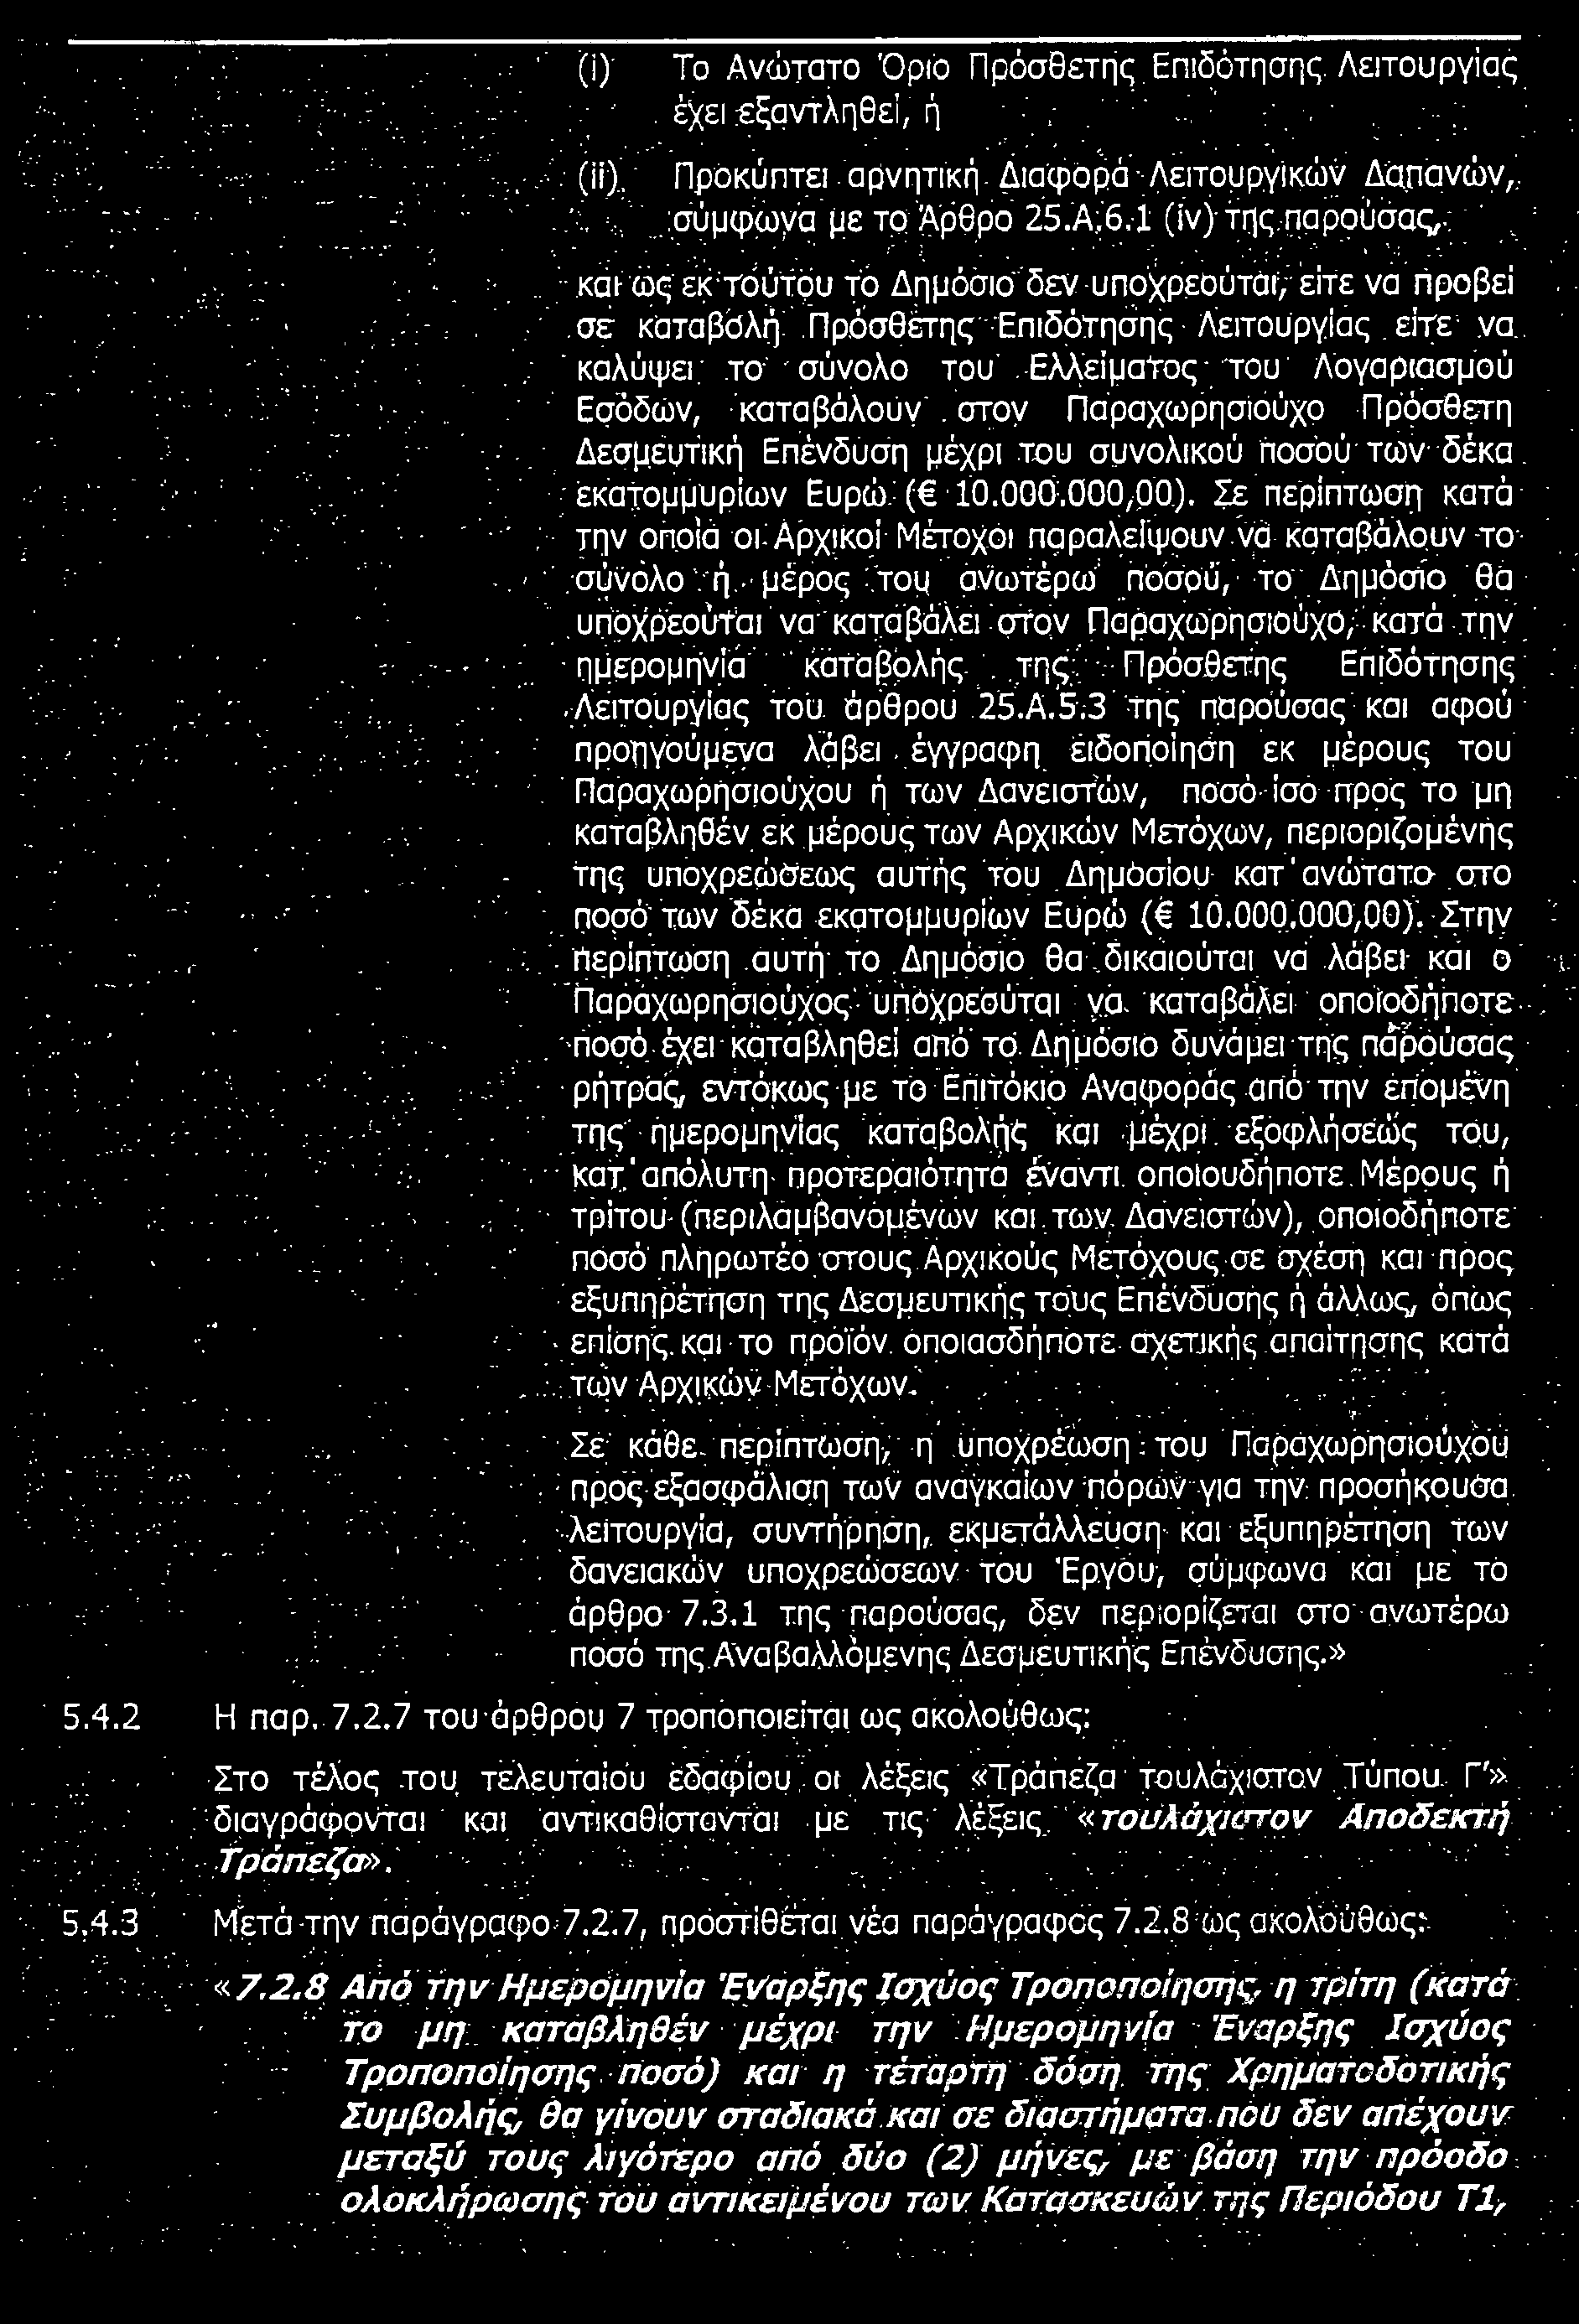 (i) Το Ανώτατο Όριο Πρόσθετης Επιδότησης Λειτουργίας
έχει εξαντληθεί, ή
(ii) Προκύπτει αρνητική Διαφορά Λειτουργικών Δαπανών,
σύμφωνα με το Άρθρο 25.Α.6.1 (iv) της παρούσας,
και ως εκ τούτου το Δημόσιο δεν υποχρεούται, είτε να προβεί
σε καταβολή Πρόσθετης Επιδότησης Λειτουργίας είτε να
καλύψει το σύνολο του Ελλείματος του Λογαριασμού
Εσόδων, καταβάλουν στον Παραχωρησιούχο Πρόσθετη
Δεσμευτική Επένδυση μέχρι του συνολικού ποσού των δέκα
εκατομμυρίων Ευρώ (€ 10.000.000,00). Σε περίπτωση κατά
την οποία οι Αρχικοί Μέτοχοι παραλείψουν να καταβάλουν το
σύνολο ή μέρος του ανωτέρω ποσού, το Δημόσιο θα
υποχρεούται να καταβάλει στον Παραχωρησιούχο, κατά την
ημερομηνία καταβολής της Πρόσθετης Επιδότησης
Λειτουργίας του άρθρου 25.Α.5.3 της παρούσας και αφού
προηγούμενα λάβει έγγραφη ειδοποίηση εκ μέρους του
Παραχωρησιούχου ή των Δανειστών, ποσό ίσο προς το μη
καταβληθέν εκ μέρους των Αρχικών Μετόχων, περιοριζομένης
της υποχρεώσεως αυτής του Δημοσίου κατ' ανώτατο στο
ποσό των δέκα εκατομμυρίων Ευρώ (€ 10.000.000,00). Στην
περίπτωση αυτή το Δημόσιο θα δικαιούται να λάβει και ο
Παραχωρησιούχος υποχρεούται να καταβάλει οποιοδήποτε
ποσό έχει καταβληθεί από το Δημόσιο δυνάμει της παρούσας
ρήτρας, εντόκως με το Επιτόκιο Αναφοράς από την επομένη
της ημερομηνίας καταβολής και μέχρι εξοφλήσεώς του,
κατ' απόλυτη προτεραιότητα έναντι οποιουδήποτε Μέρους ή
τρίτου (περιλαμβανομένων και των Δανειστών), οποιοδήποτε
ποσό πληρωτέο στους Αρχικούς Μετόχους σε σχέση και προς
εξυπηρέτηση της Δεσμευτικής τους Επένδυσης ή άλλως, όπως
επίσης και το προϊόν οποιασδήποτε σχετικής απαίτησης κατά
των Αρχικών Μετόχων.
Σε κάθε περίπτωση, η υποχρέωση του Παραχωρησιούχου
προς εξασφάλιση των αναγκαίων πόρων για την προσήκουσα
λειτουργία, συντήρηση, εκμετάλλευση και εξυπηρέτηση των
δανειακών υποχρεώσεων του Έργου, σύμφωνα και με το
άρθρο 7.3.1 της παρούσας, δεν περιορίζεται στο ανωτέρω
ποσό της Αναβαλλόμενης Δεσμευτικής Επένδυσης.»
5.4.2 Η παρ. 7.2.7 του άρθρου 7 τροποποιείται ως ακολούθως:
Στο τέλος του τελευταίου εδαφίου οι λέξεις «Τράπεζα τουλάχιστον Τύπου Γ'»
διαγράφονται και αντικαθίστανται με τις λέξεις «τουλάχιστον Αποδεκτή
Τράπεζα».
5.4.3 Μετά την παράγραφο 7.2.7, προστίθεται νέα παράγραφος 7.2.8 ως ακολούθως:
«7.2.8 Από την Ημερομηνία Έναρξης Ισχύος Τροποποίησης, η τρίτη (κατά
το μη καταβληθέν μέχρι την Ημερομηνία Έναρξης Ισχύος
Τροποποίησης ποσό) και η τέταρτη δόση της Χρηματοδοτικής
Συμβολής, θα γίνουν σταδιακά και σε διαστήματα που δεν απέχουν
μεταξύ τους λιγότερο από δύο (2) μήνες, με βάση την πρόοδο
ολοκλήρωσης του αντικειμένου των Κατασκευών της Περιόδου Τ1,